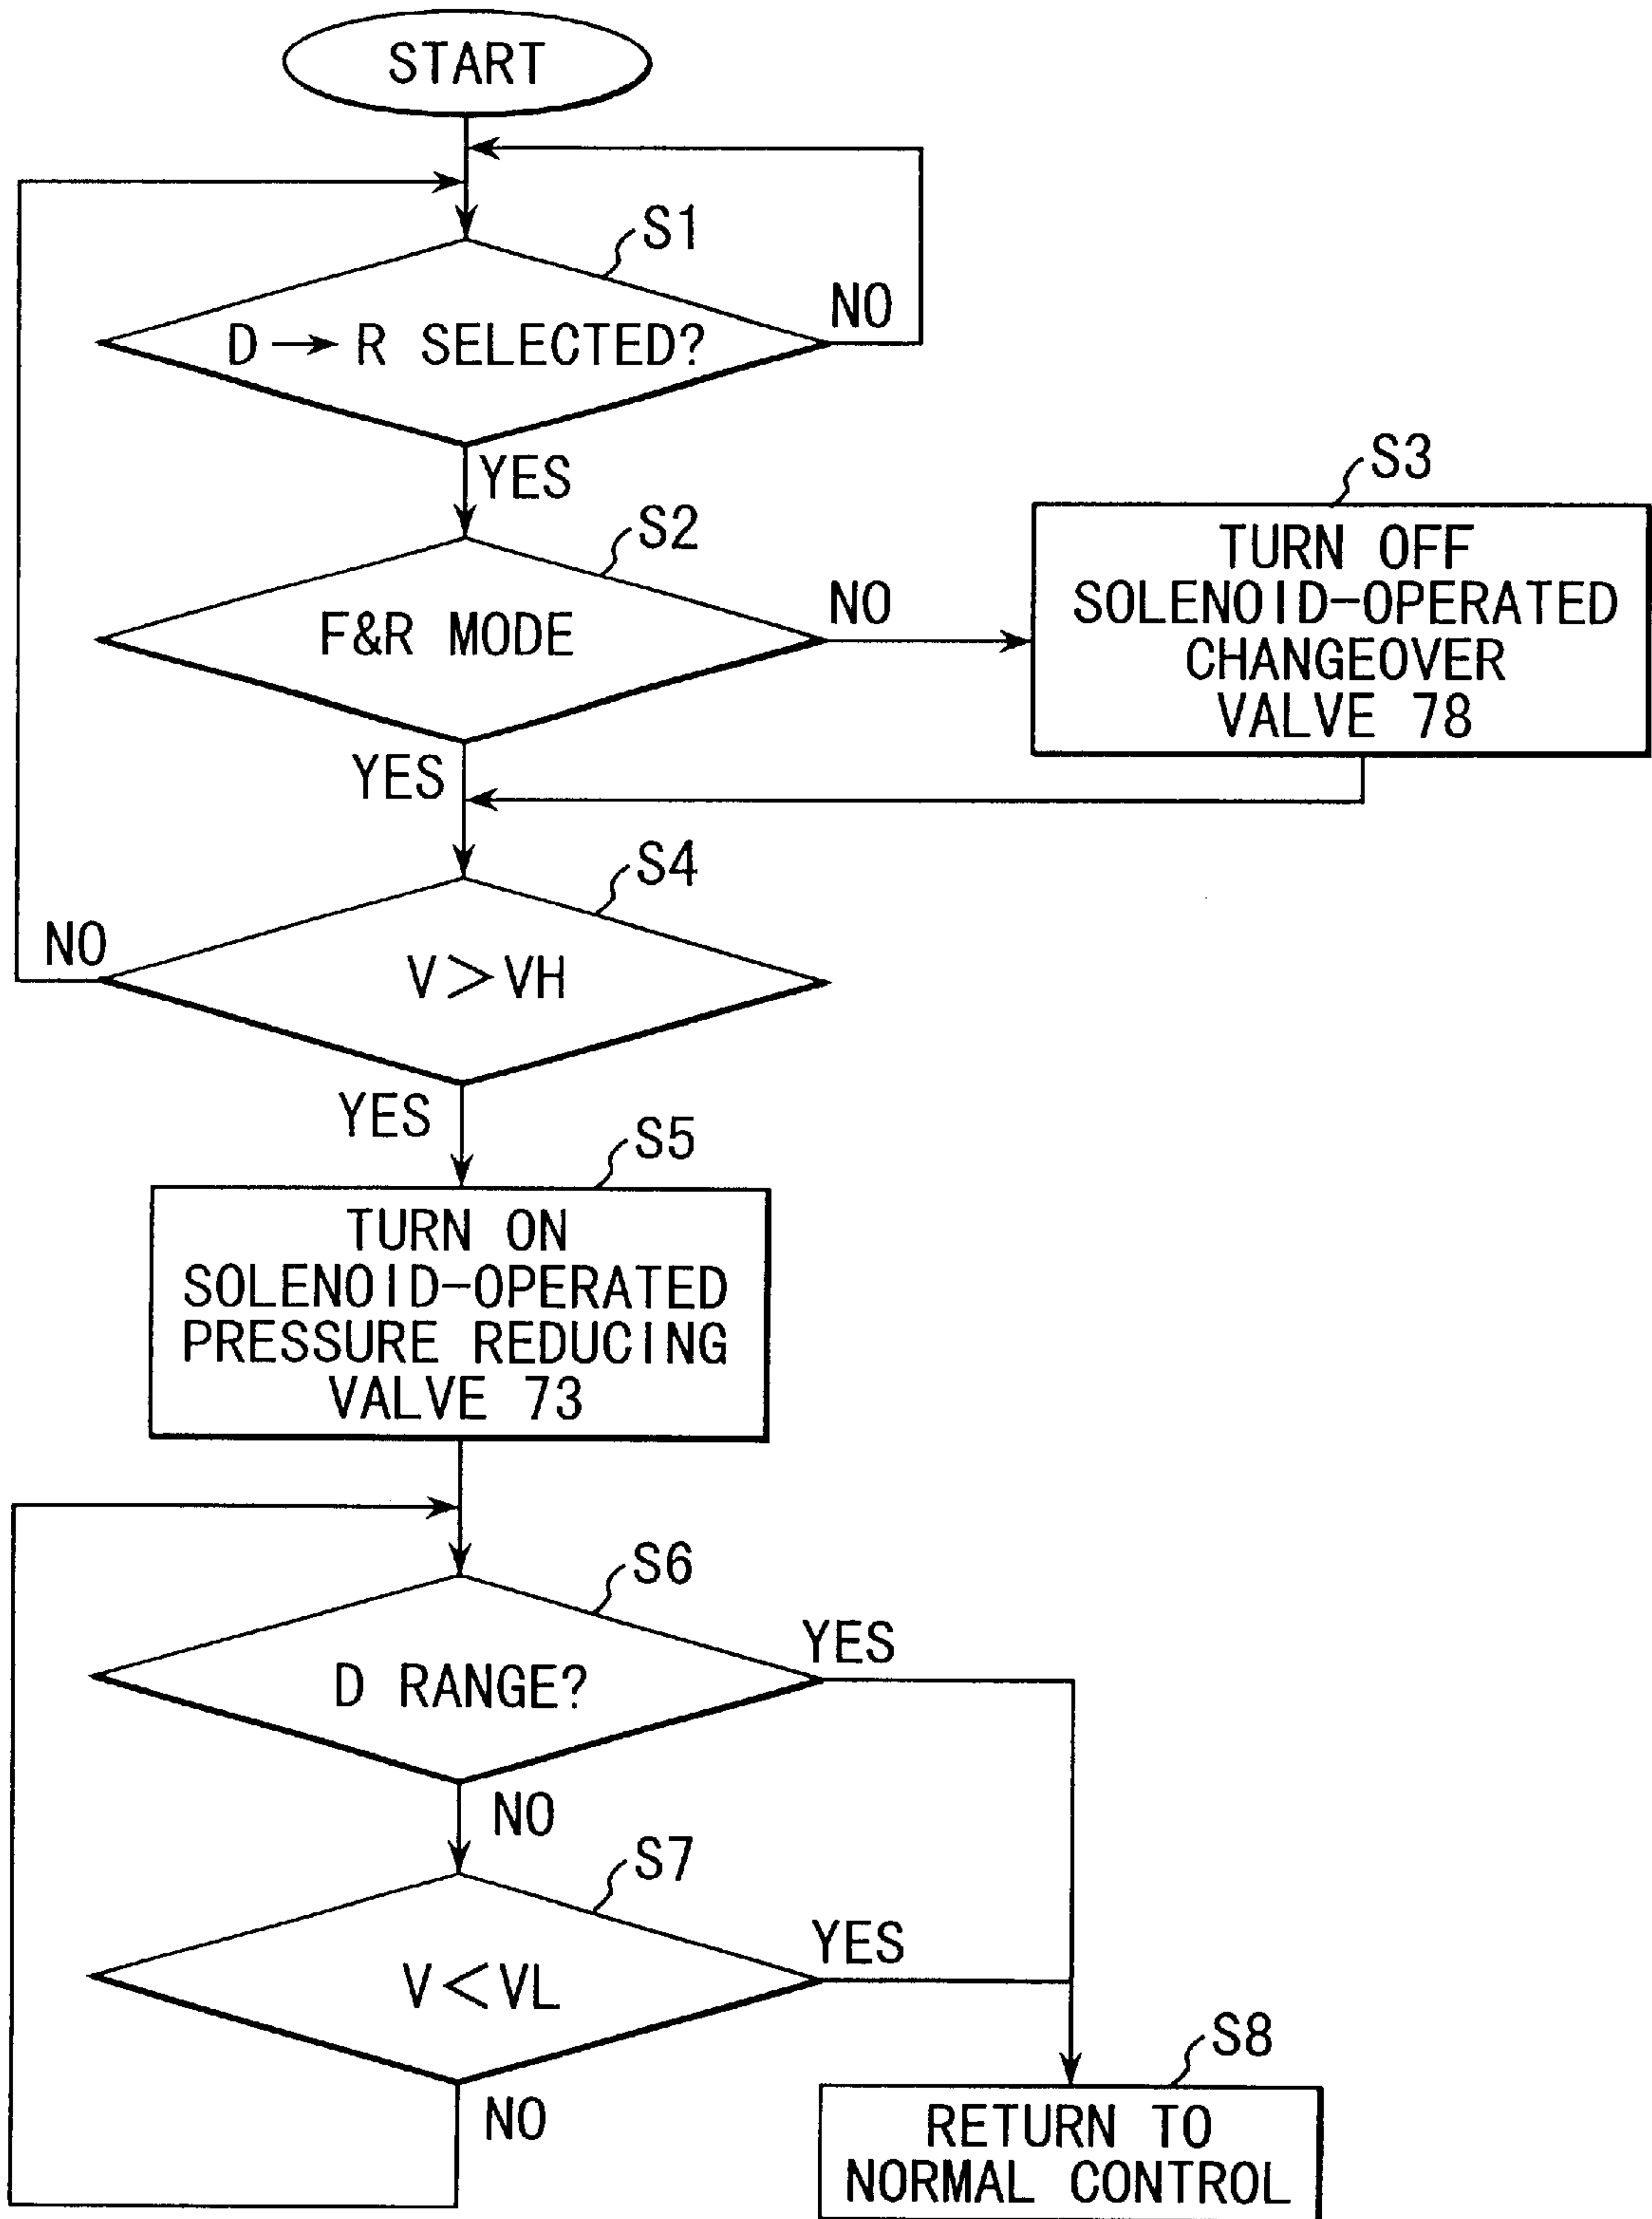 START
S1
D → R SELECTED?
NO
YES
S2
F&R MODE
NO
S3
TURN OFF
SOLENOID-OPERATED
CHANGEOVER
VALVE 78
YES
S4
NO
V>VH
YES
S5
TURN ON
SOLENOID-OPERATED
PRESSURE REDUCING
VALVE 73
S6
D RANGE?
YES
NO
S7
V<VL
YES
NO
S8
RETURN TO
NORMAL CONTROL